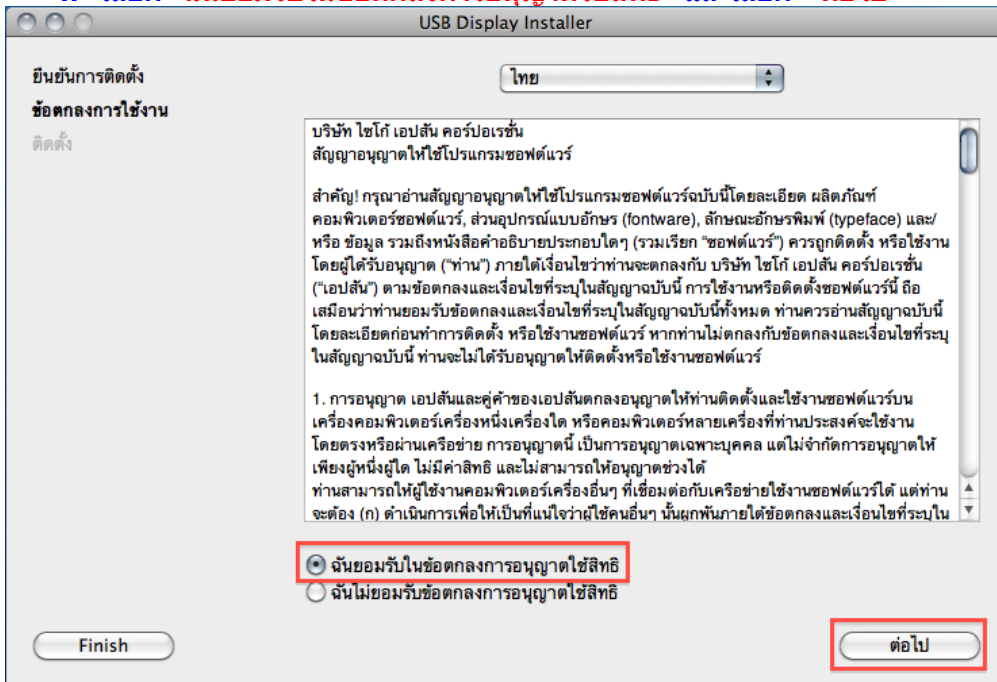 USB Display Installer
ยืนยันการติดตั้ง
ไทย
ข้อตกลงการใช้งาน
ติดตั้ง
บริษัท ไซโก้ เอปสัน คอร์ปอเรชั่น
สัญญาอนุญาตให้ใช้โปรแกรมซอฟต์แวร์
สำคัญ! กรุณาอ่านสัญญาอนุญาตให้ใช้โปรแกรมซอฟต์แวร์ฉบับนี้โดยละเอียด ผลิตภัณฑ์
คอมพิวเตอร์ซอฟต์แวร์, ส่วนอุปกรณ์แบบอักษร (fontware), ลักษณะอักษรพิมพ์ (typeface) และ/
หรือ ข้อมูล รวมถึงหนังสือคำอธิบายประกอบใดๆ (รวมเรียก “ซอฟต์แวร์”) ควรถูกติดตั้ง หรือใช้งาน
โดยผู้ได้รับอนุญาต (“ท่าน”) ภายใต้เงื่อนไขว่าท่านจะตกลงกับ บริษัท ไซโก้ เอปสัน คอร์ปอเรชั่น
(“เอปสัน”) ตามข้อตกลงและเงื่อนไขที่ระบุในสัญญาฉบับนี้ การใช้งานหรือติดตั้งซอฟต์แวร์นี้ ถือ
เสมือนว่าท่านยอมรับข้อตกลงและเงื่อนไขที่ระบุในสัญญาฉบับนี้ทั้งหมด ท่านควรอ่านสัญญาฉบับนี้
โดยละเอียดก่อนทำการติดตั้ง หรือใช้งานซอฟต์แวร์ หากท่านไม่ตกลงกับข้อตกลงและเงื่อนไขที่ระบุ
ในสัญญาฉบับนี้ ท่านจะไม่ได้รับอนุญาตให้ติดตั้งหรือใช้งานซอฟต์แวร์
1. การอนุญาต เอปสันและคู่ค้าของเอปสันตกลงอนุญาตให้ท่านติดตั้งและใช้งานซอฟต์แวร์บน
เครื่องคอมพิวเตอร์เครื่องหนึ่งเครื่องใด หรือคอมพิวเตอร์หลายเครื่องที่ท่านประสงค์จะใช้งาน
โดยตรงหรือผ่านเครือข่าย การอนุญาตนี้ เป็นการอนุญาตเฉพาะบุคคล แต่ไม่จำกัดการอนุญาตให้
เพียงผู้หนึ่งผู้ใด ไม่มีค่าสิทธิ และไม่สามารถให้อนุญาตช่วงได้
ท่านสามารถให้ผู้ใช้งานคอมพิวเตอร์เครื่องอื่นๆ ที่เชื่อมต่อกับเครือข่ายใช้งานซอฟต์แวร์ได้ แต่ท่าน
จะต้อง (ก) ดำเนินการเพื่อให้เป็นที่แน่ใจว่าผู้ใช้คนอื่นๆ นั้นผูกพันภายใต้ข้อตกลงและเงื่อนไขที่ระบุใน
ฉันยอมรับในข้อตกลงการอนุญาตใช้สิทธิ
ฉันไม่ยอมรับข้อตกลงการอนุญาตใช้สิทธิ
Finish
ต่อไป